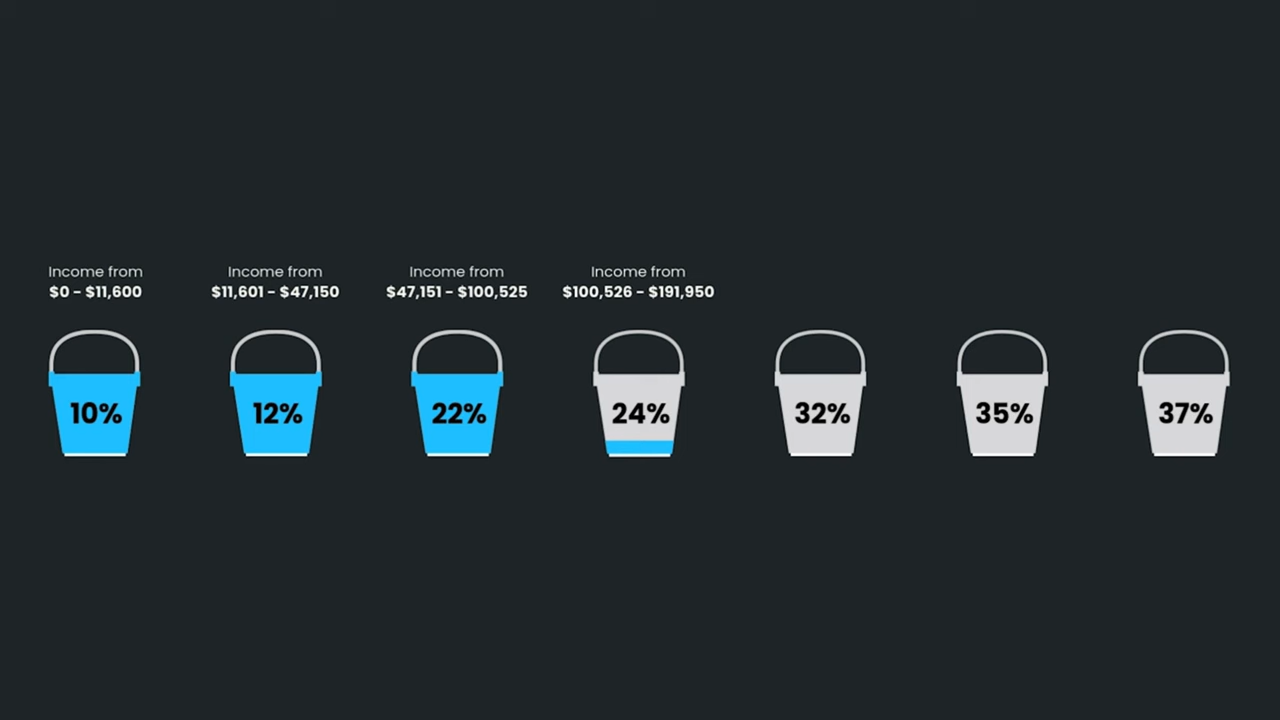 Income from
$0 - $11,600
Income from
$11,601 - $47,150
Income from
$47,151 - $100,525
Income from
$100,526 - $191,950
10%
12%
22%
24%
32%
35%
37%